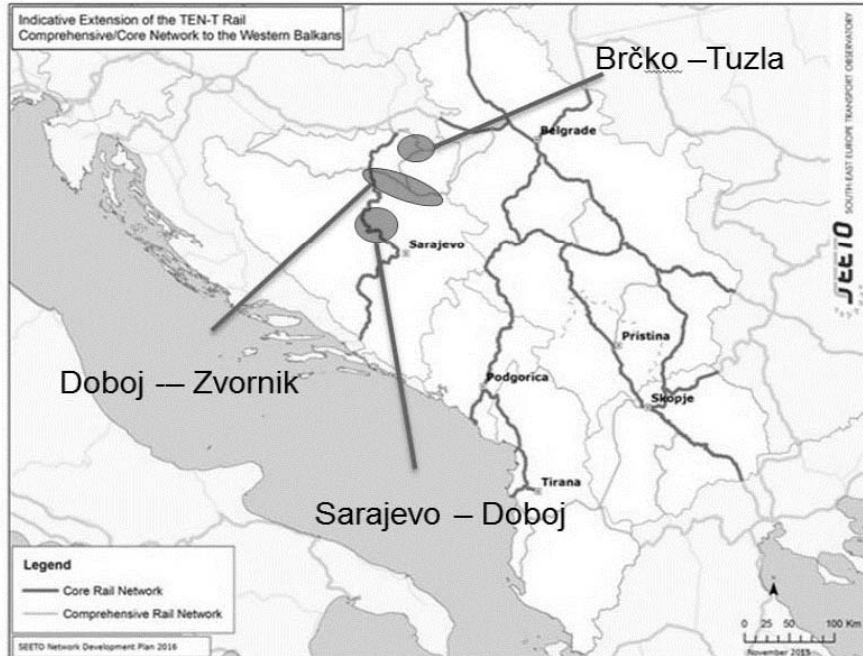 Indicative Extension of the TEN-T Rail
Comprehensive/Core Network to the Western Balkans
Brčko –Tuzla
Belgrade
SOUTH-EAST EUROPE TRANSPORT OBSERVATORY
SEETO
Sarajevo
Pristina
Doboj -– Zvornik
Podgorica
Skopje
Tirana
Sarajevo – Doboj
Legend
Core Rail Network
Comprehensive Rail Network
0 25 50 100 Km
SEETO Network Development Plan 2016
November 2015